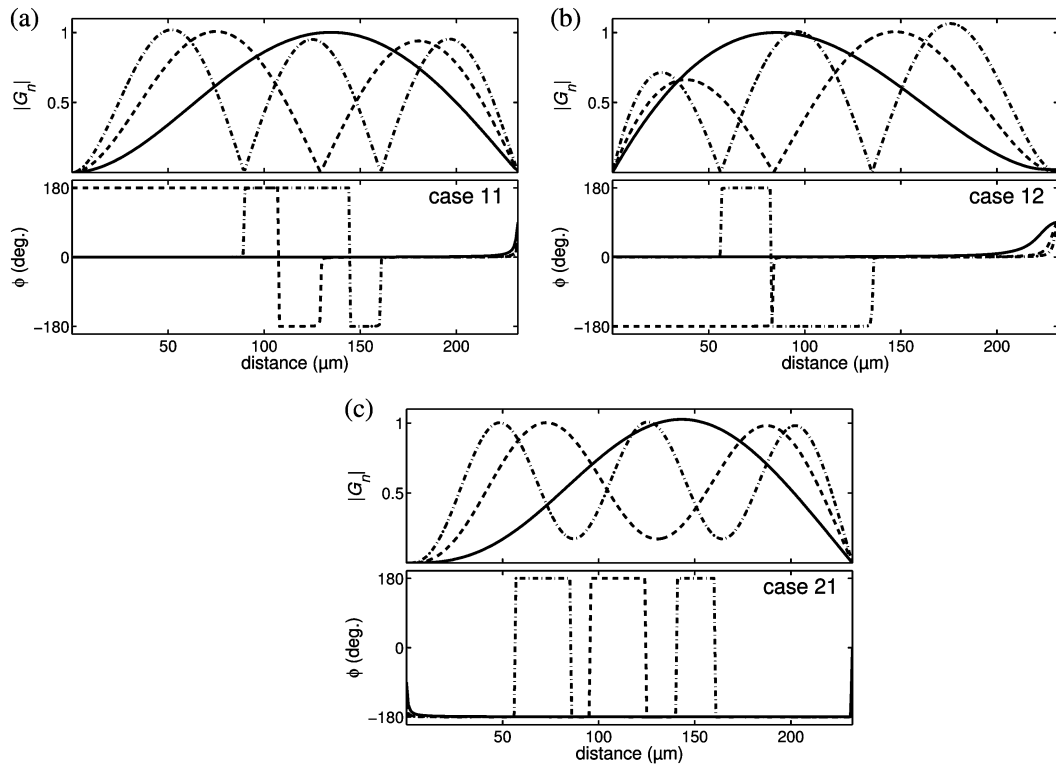 (a)
1
0.5
|Gn|
180
0
−180
ϕ (deg.)
case 11
50 100 150 200
distance (μm)
(b)
1
0.5
|Gn|
180
0
−180
ϕ (deg.)
case 12
50 100 150 200
distance (μm)
(c)
1
0.5
|Gn|
180
0
−180
ϕ (deg.)
case 21
50 100 150 200
distance (μm)